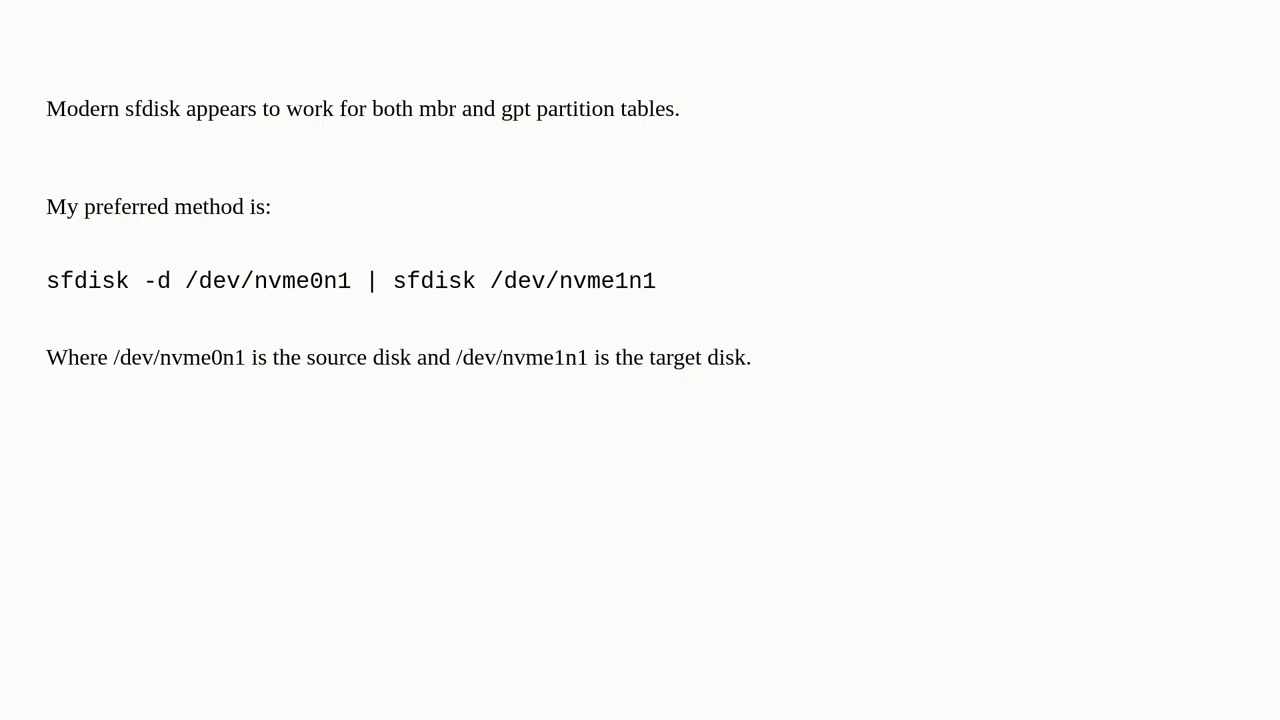 Modern sfdisk appears to work for both mbr and gpt partition tables.
My preferred method is:
sfdisk -d /dev/nvme0n1 | sfdisk /dev/nvme1n1
Where /dev/nvme0n1 is the source disk and /dev/nvme1n1 is the target disk.